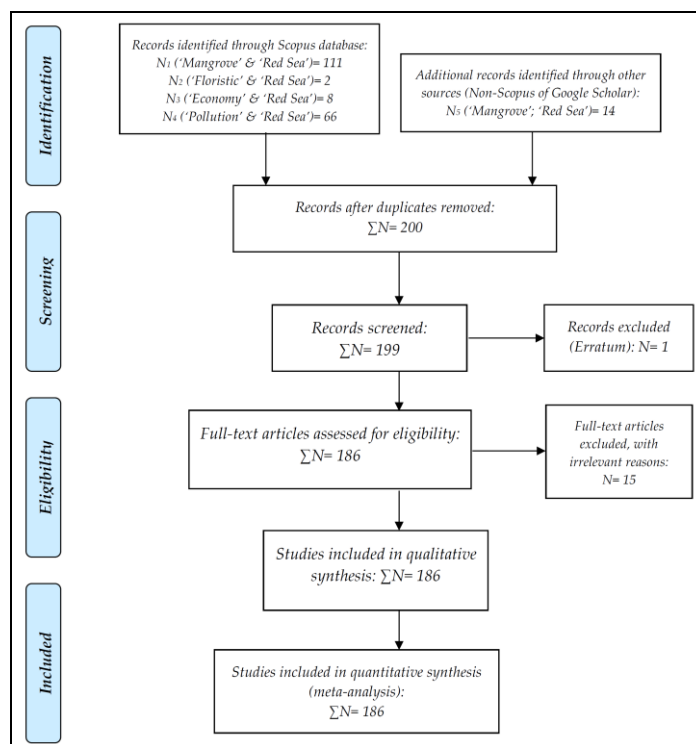 Identification
Records identified through Scopus database:
N₁ ('Mangrove' & 'Red Sea')= 111
N₂ ('Floristic' & 'Red Sea')= 2
N₃ ('Economy' & 'Red Sea')= 8
N₄ ('Pollution' & 'Red Sea')= 66
Additional records identified through other
sources (Non-Scopus of Google Scholar):
N₅ ('Mangrove'; 'Red Sea')= 14
Records after duplicates removed:
∑N= 200
Screening
Records screened:
∑N= 199
Records excluded
(Erratum): N= 1
Eligibility
Full-text articles assessed for eligibility:
∑N= 186
Full-text articles
excluded, with
irrelevant reasons:
N= 15
Studies included in qualitative
synthesis: ∑N= 186
Included
Studies included in quantitative synthesis
(meta-analysis):
∑N= 186